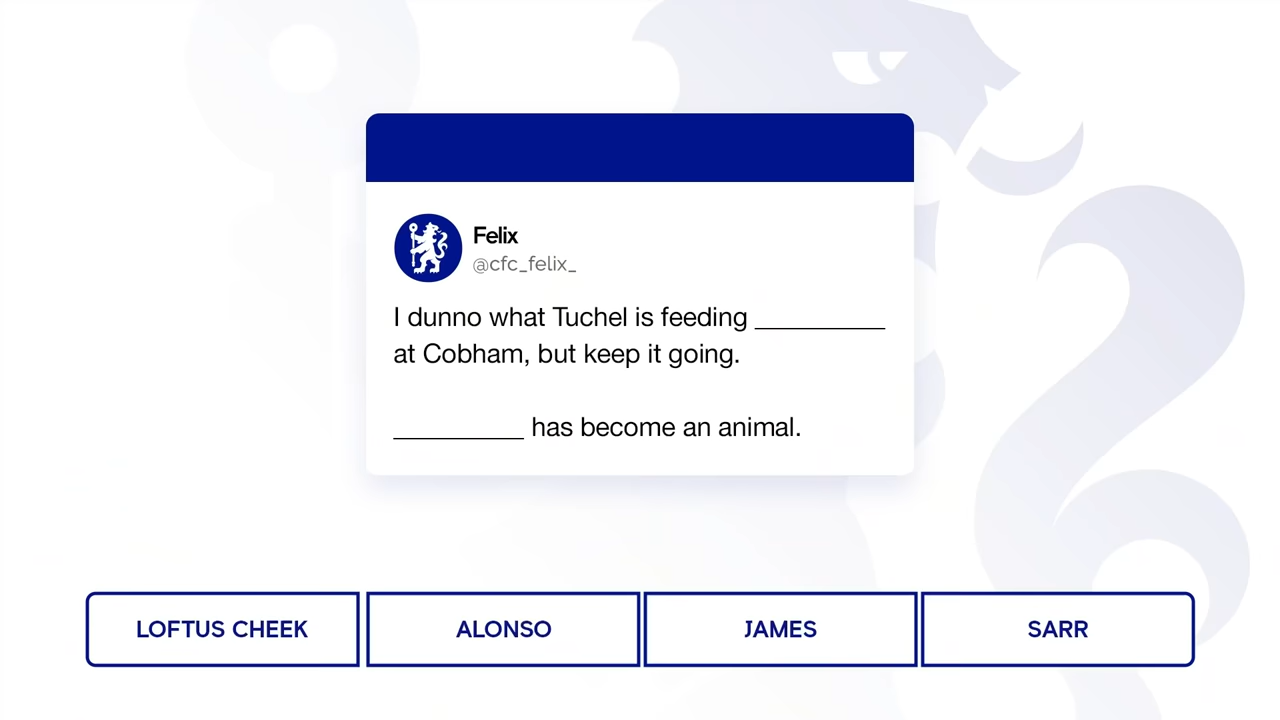 Felix
@cfc_felix_
I dunno what Tuchel is feeding __________
at Cobham, but keep it going.
__________ has become an animal.
LOFTUS CHEEK
ALONSO
JAMES
SARR